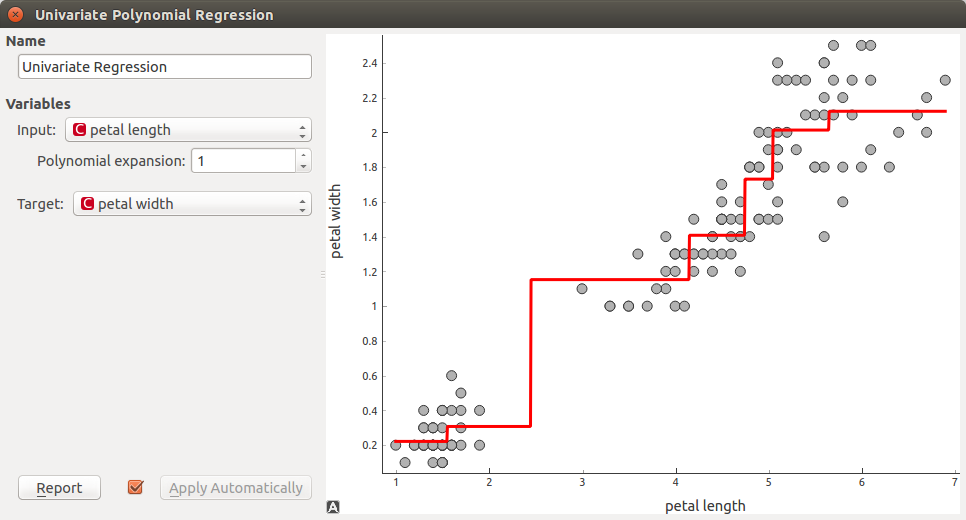 Univariate Polynomial Regression
Name
Univariate Regression
Variables
Input: C petal length
Polynomial expansion: 1
Target: C petal width
Report
Apply Automatically
petal width
2.4
2.2
2
1.8
1.6
1.4
1.2
1
0.8
0.6
0.4
0.2
1 2 3 4 5 6 7
petal length
A